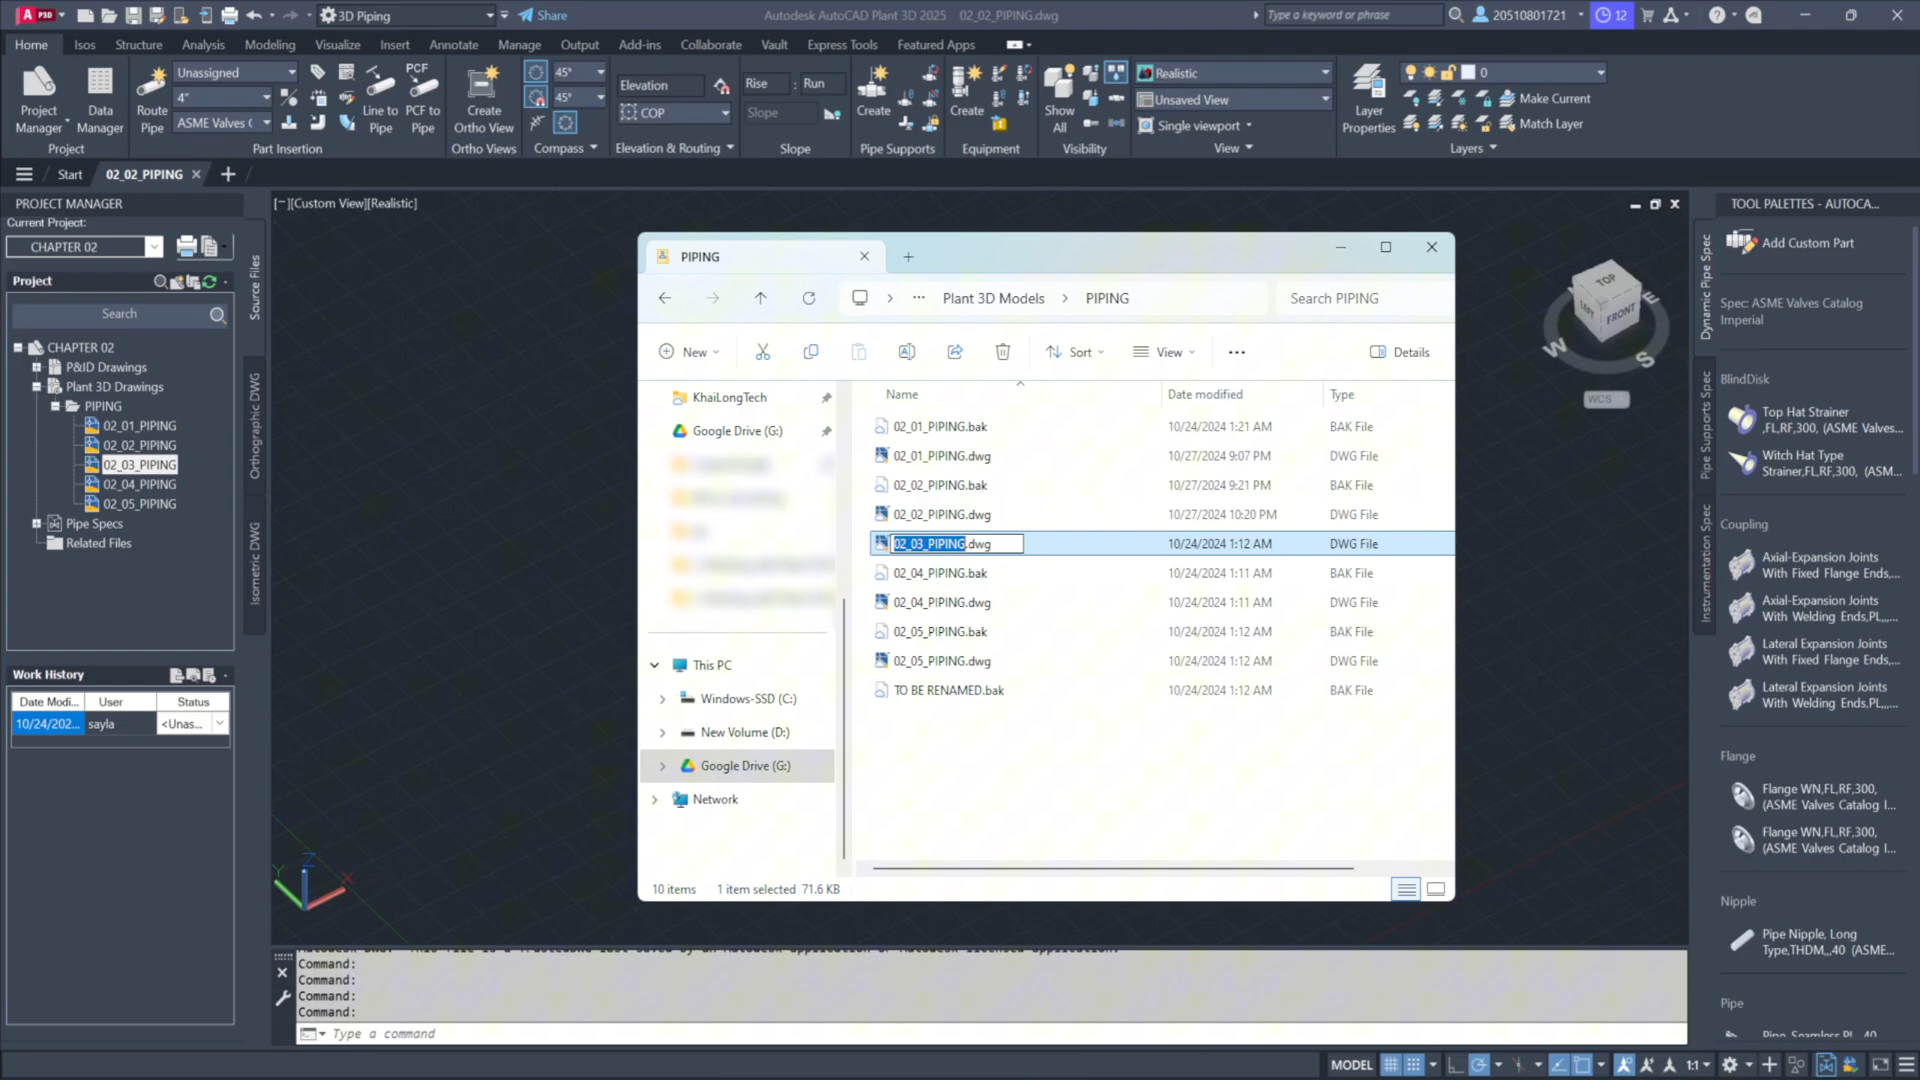 A P3D
3D Piping
Share
Autodesk AutoCAD Plant 3D 2025 02_02_PIPING.dwg
Type a keyword or phrase
20510801721
12
Home Isos Structure Analysis Modeling Visualize Insert Annotate Manage Output Add-ins Collaborate Vault Express Tools Featured Apps
Project Manager
Data Manager
Project
Route Pipe
Unassigned
4"
ASME Valves (
Line to Pipe
PCF
PCF to Pipe
Part Insertion
Create Ortho View
Ortho Views
45°
45°
Compass
Elevation
COP
Elevation & Routing
Rise : Run
Slope
Slope
Create
Pipe Supports
Create
Equipment
Show All
Visibility
Realistic
Unsaved View
Single viewport
View
Layer Properties
0
Make Current
Match Layer
Layers
Start
02_02_PIPING
PROJECT MANAGER
Current Project:
CHAPTER 02
Project
Search
CHAPTER 02
P&ID Drawings
Plant 3D Drawings
PIPING
02_01_PIPING
02_02_PIPING
02_03_PIPING
02_04_PIPING
02_05_PIPING
Pipe Specs
Related Files
Source Files
Orthographic DWG
Isometric DWG
Work History
Date Modi... User Status
10/24/202... sayla <Unas...
[−][Custom View][Realistic]
PIPING
Plant 3D Models > PIPING
Search PIPING
New
Sort
View
Details
KhaiLongTech
Google Drive (G:)
This PC
Windows-SSD (C:)
New Volume (D:)
Google Drive (G:)
Network
Name Date modified Type
02_01_PIPING.bak 10/24/2024 1:21 AM BAK File
02_01_PIPING.dwg 10/27/2024 9:07 PM DWG File
02_02_PIPING.bak 10/27/2024 9:21 PM BAK File
02_02_PIPING.dwg 10/27/2024 10:20 PM DWG File
02_03_PIPING.dwg 10/24/2024 1:12 AM DWG File
02_04_PIPING.bak 10/24/2024 1:11 AM BAK File
02_04_PIPING.dwg 10/24/2024 1:11 AM DWG File
02_05_PIPING.bak 10/24/2024 1:12 AM BAK File
02_05_PIPING.dwg 10/24/2024 1:12 AM DWG File
TO BE RENAMED.bak 10/24/2024 1:12 AM BAK File
10 items 1 item selected 71.6 KB
TOP
LEFT
FRONT
W
S
E
WCS
TOOL PALETTES - AUTOCA...
Dynamic Pipe Spec
Pipe Supports Spec
Instrumentation Spec
Add Custom Part
Spec: ASME Valves Catalog
Imperial
BlindDisk
Top Hat Strainer
,FL,RF,300, (ASME Valves...
Witch Hat Type
Strainer,FL,RF,300, (ASM...
Coupling
Axial-Expansion Joints
With Fixed Flange Ends,...
Axial-Expansion Joints
With Welding Ends,PL,,,...
Lateral Expansion Joints
With Fixed Flange Ends,...
Lateral Expansion Joints
With Welding Ends,PL,,,...
Flange
Flange WN,FL,RF,300,
(ASME Valves Catalog I...
Flange WN,FL,RF,300,
(ASME Valves Catalog I...
Nipple
Pipe Nipple, Long
Type,THDM,,,40 (ASME...
Pipe
Y Z X
Command:
Command:
Command:
Command:
Type a command
MODEL
1:1